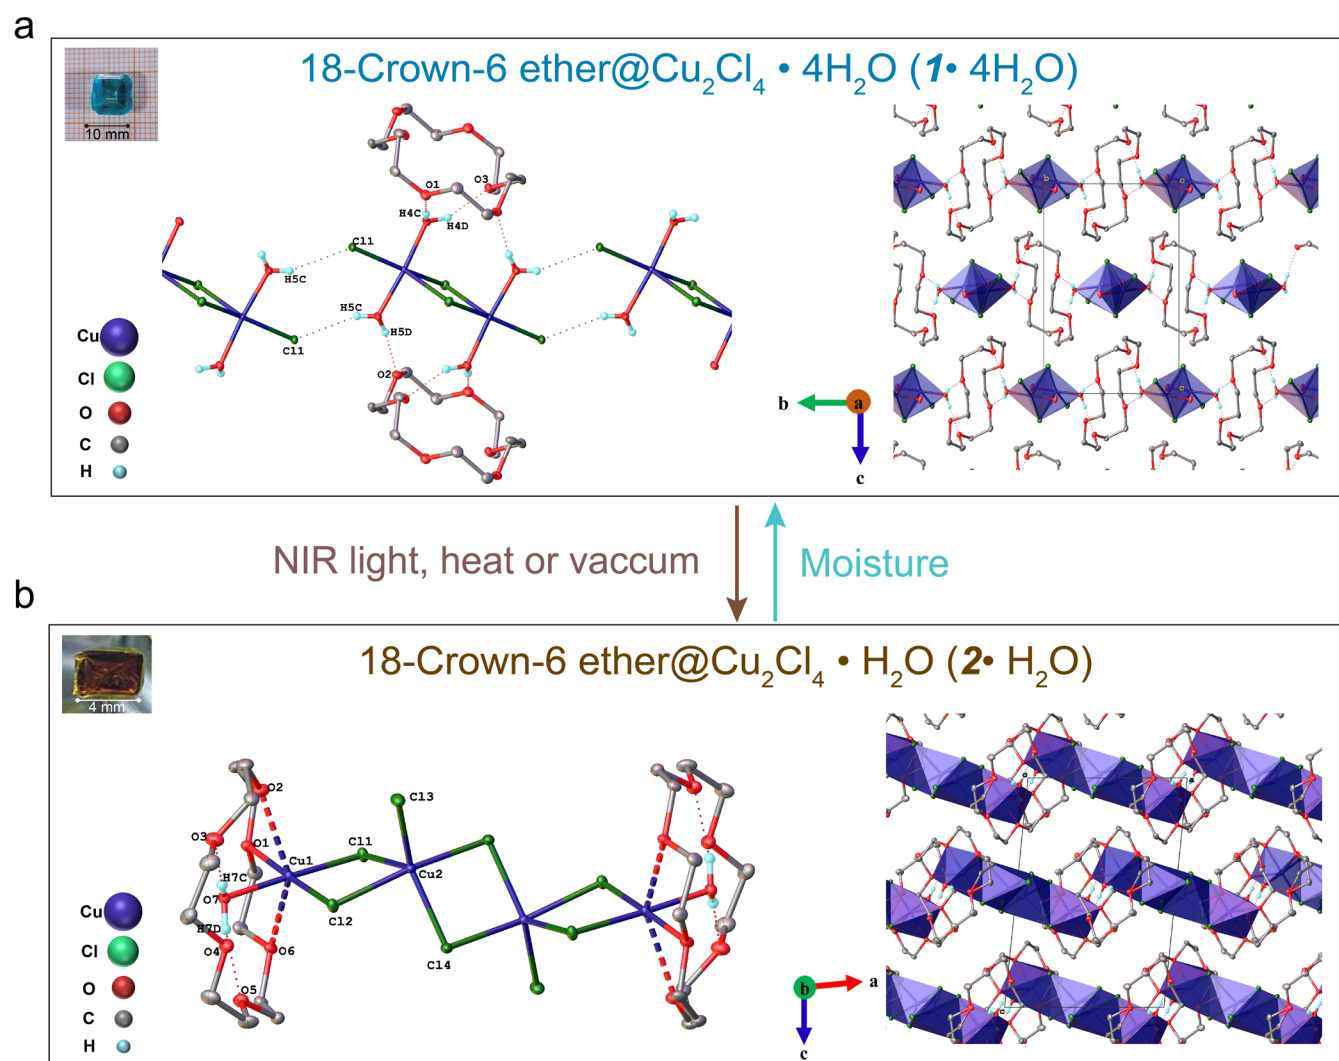 a
18-Crown-6 ether@Cu₂Cl₄ • 4H₂O (1• 4H₂O)
10 mm
O1
O3
H4C
H4D
Cl1
H5C
H5C
H5D
Cl1
O2
Cu
Cl
O
C
H
b
c
c
b
a
c
NIR light, heat or vaccum
Moisture
b
18-Crown-6 ether@Cu₂Cl₄ • H₂O (2• H₂O)
4 mm
O2
Cl3
O3
O1
Cl1
Cu1
Cu2
H7C
O7
Cl2
H7D
O4
O6
Cl4
O5
Cu
Cl
O
C
H
o
a
c
b
a
c